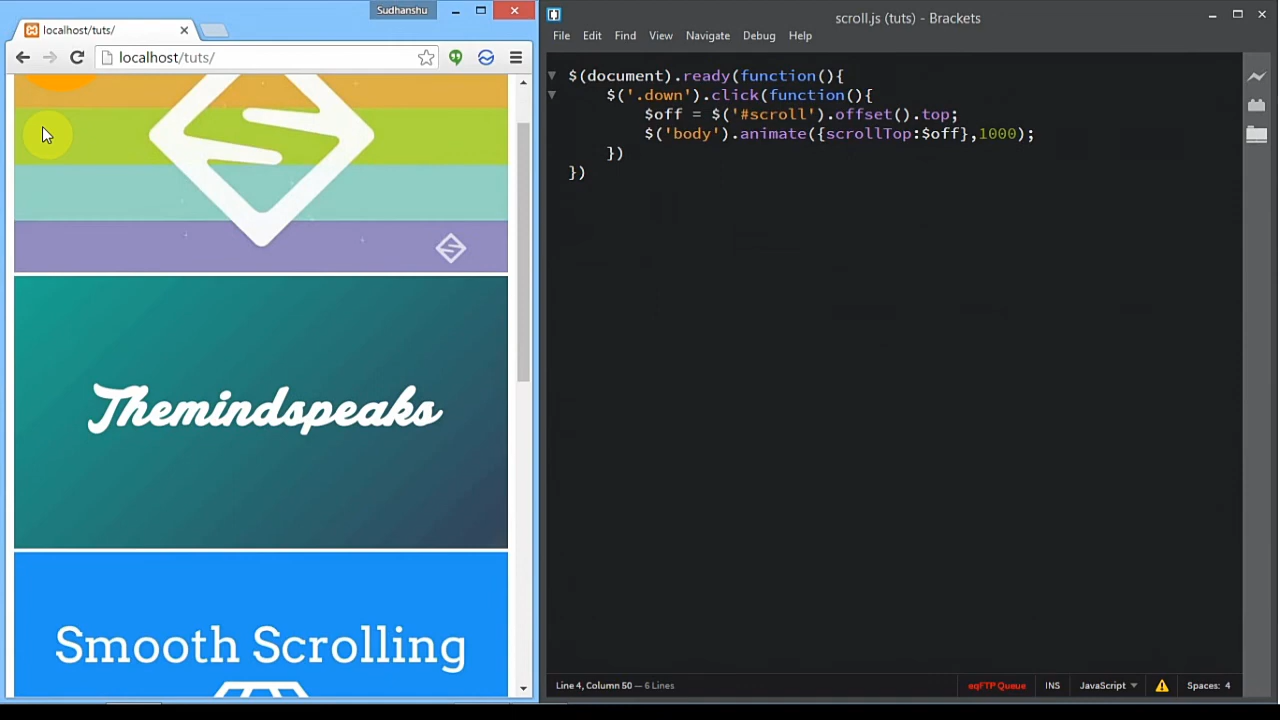 Sudhanshu
localhost/tuts/
localhost/tuts/
Themindspeaks
Smooth Scrolling
scroll.js (tuts) - Brackets
File Edit Find View Navigate Debug Help
$(document).ready(function(){
$('.down').click(function(){
$off = $('#scroll').offset().top;
$('body').animate({scrollTop:$off},1000);
})
})
Line 4, Column 50 — 6 Lines
eqFTP Queue INS JavaScript Spaces: 4